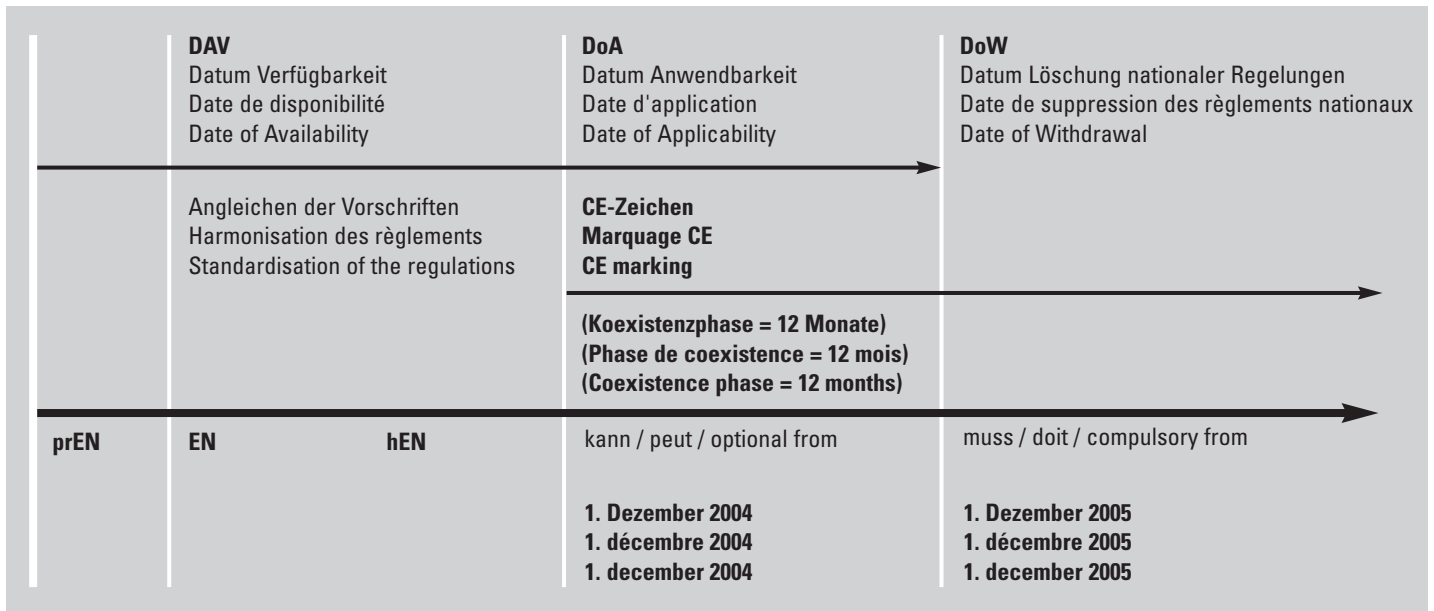 DAV
Datum Verfügbarkeit
Date de disponibilité
Date of Availability
DoA
Datum Anwendbarkeit
Date d'application
Date of Applicability
DoW
Datum Löschung nationaler Regelungen
Date de suppression des règlements nationaux
Date of Withdrawal
Angleichen der Vorschriften
Harmonisation des règlements
Standardisation of the regulations
CE-Zeichen
Marquage CE
CE marking
(Koexistenzphase = 12 Monate)
(Phase de coexistence = 12 mois)
(Coexistence phase = 12 months)
prEN
EN
hEN
kann / peut / optional from
muss / doit / compulsory from
1. Dezember 2004
1. décembre 2004
1. december 2004
1. Dezember 2005
1. décembre 2005
1. december 2005